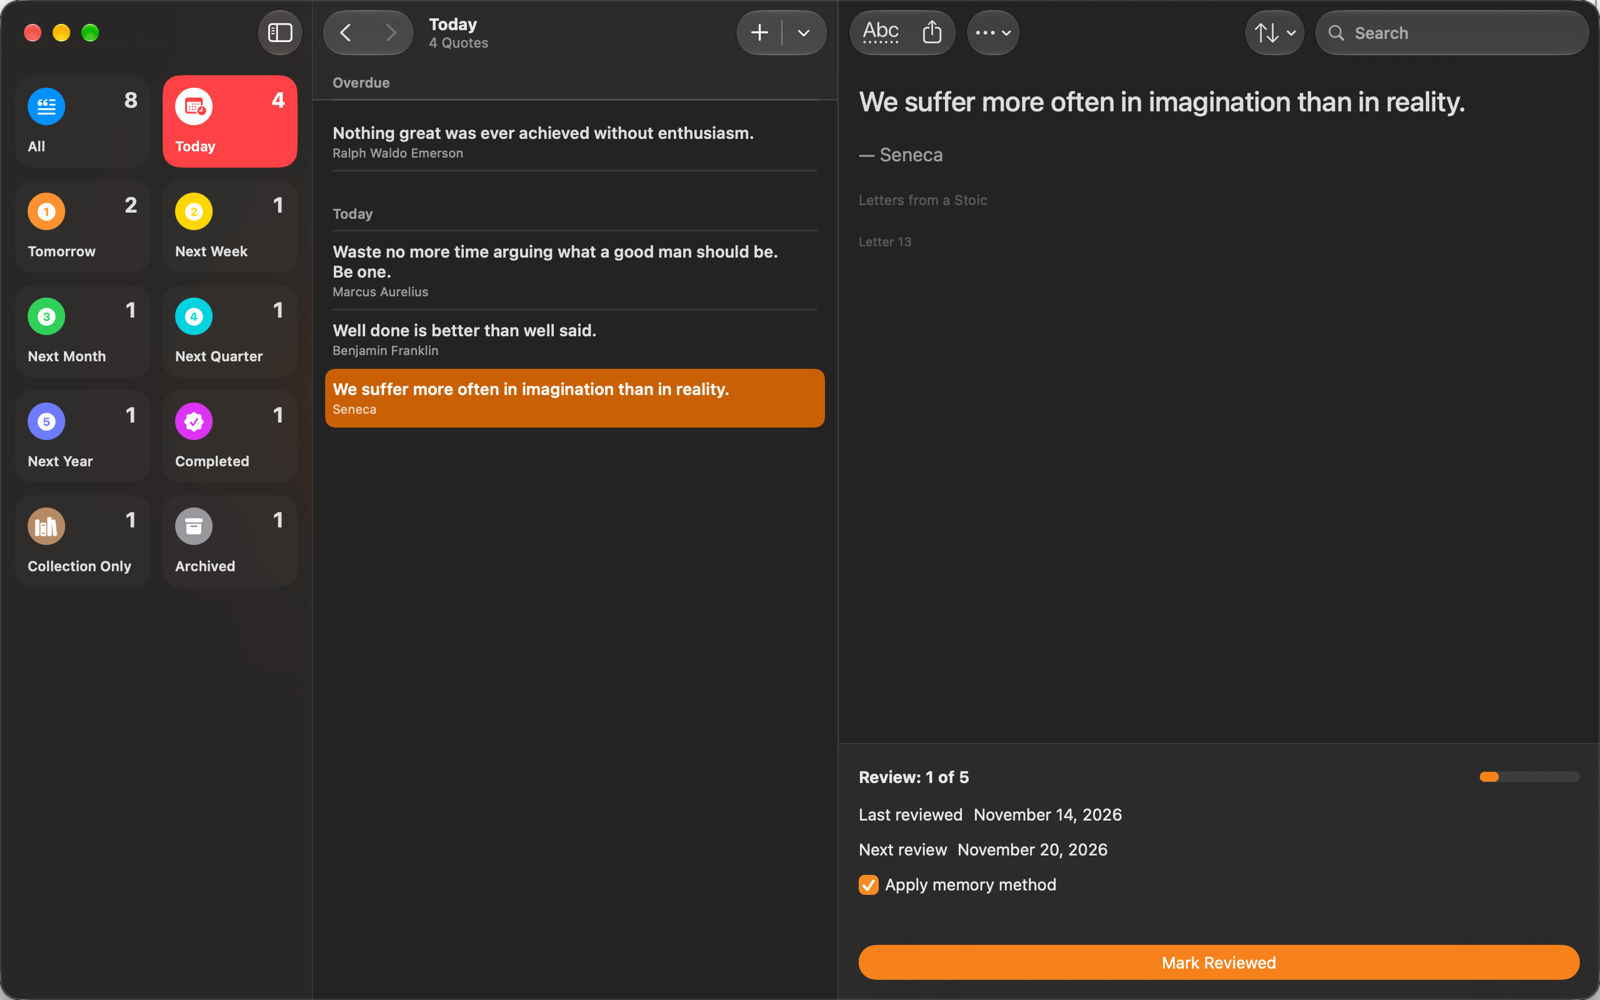 Today
4 Quotes
Abc
Search
8
All
4
Today
1
2
Tomorrow
2
1
Next Week
3
1
Next Month
4
1
Next Quarter
5
1
Next Year
1
Completed
1
Collection Only
1
Archived
Overdue
Nothing great was ever achieved without enthusiasm.
Ralph Waldo Emerson
Today
Waste no more time arguing what a good man should be.
Be one.
Marcus Aurelius
Well done is better than well said.
Benjamin Franklin
We suffer more often in imagination than in reality.
Seneca
We suffer more often in imagination than in reality.
— Seneca
Letters from a Stoic
Letter 13
Review: 1 of 5
Last reviewed November 14, 2026
Next review November 20, 2026
Apply memory method
Mark Reviewed